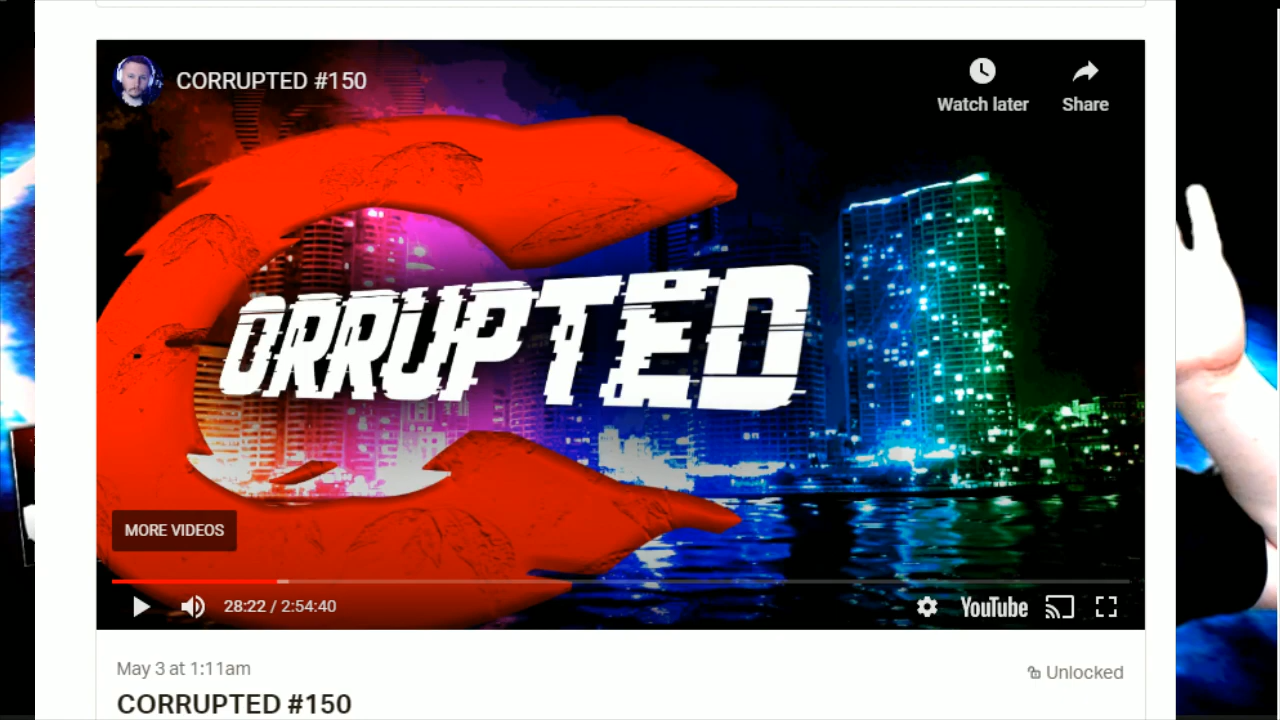 CORRUPTED #150
Watch later
Share
CORRUPTED
MORE VIDEOS
28:22 / 2:54:40
YouTube
May 3 at 1:11am
Unlocked
CORRUPTED #150